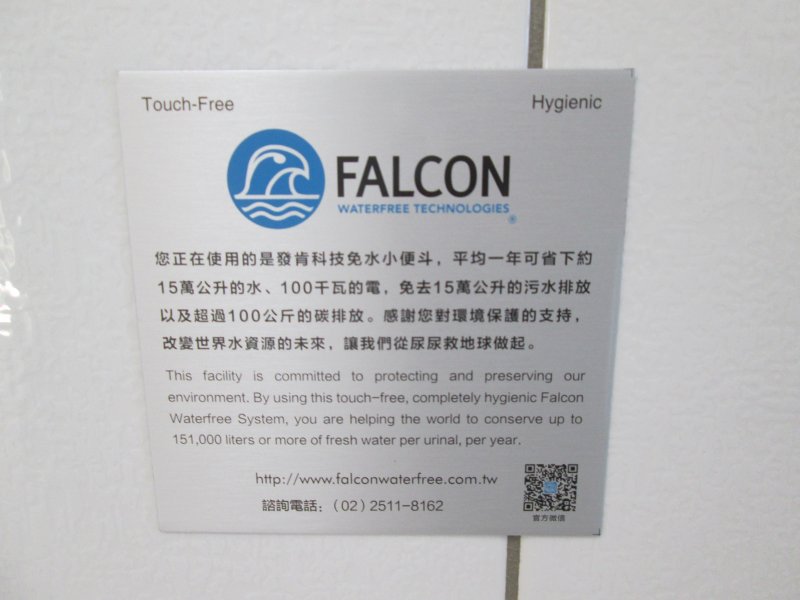 Touch-Free
Hygienic
FALCON
WATERFREE TECHNOLOGIES®
您正在使用的是發肯科技免水小便斗，平均一年可省下約
15萬公升的水、100千瓦的電，免去15萬公升的污水排放
以及超過100公斤的碳排放。感謝您對環境保護的支持，
改變世界水資源的未來，讓我們從尿尿救地球做起。
This facility is committed to protecting and preserving our
environment. By using this touch-free, completely hygienic Falcon
Waterfree System, you are helping the world to conserve up to
151,000 liters or more of fresh water per urinal, per year.
http://www.falconwaterfree.com.tw
諮詢電話：(02) 2511-8162
官方微信